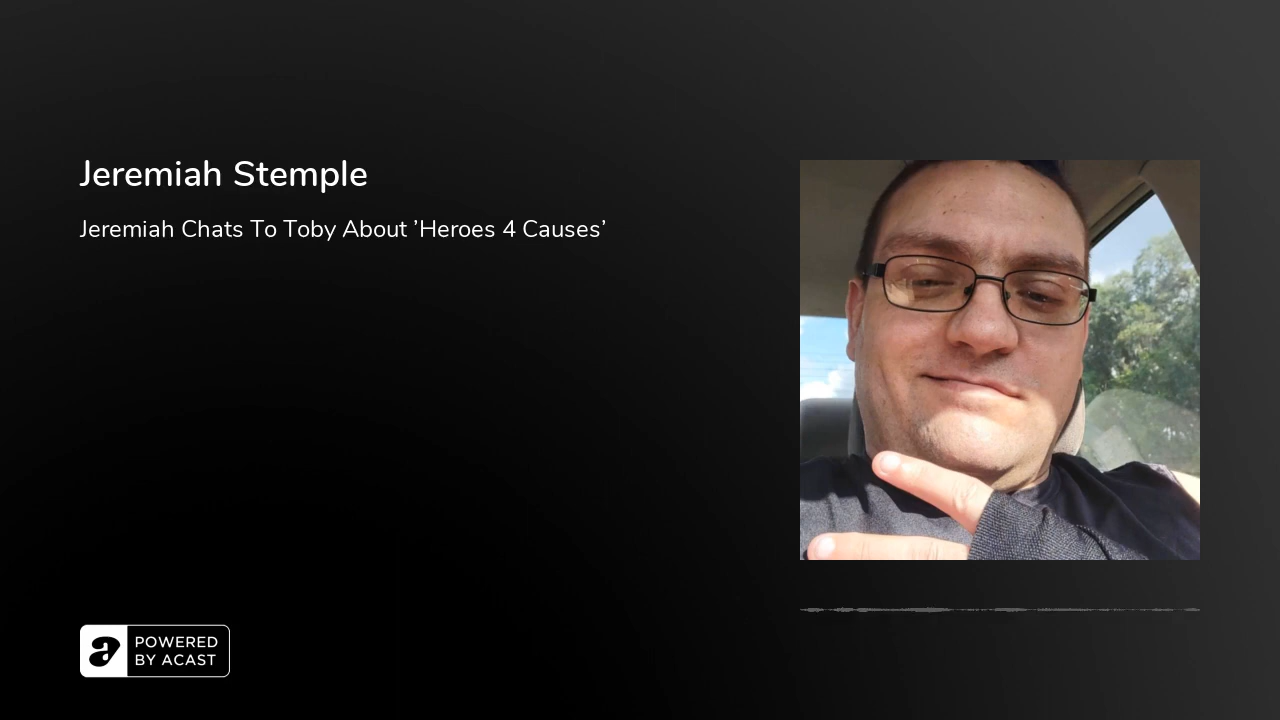 Jeremiah Stemple
Jeremiah Chats To Toby About ’Heroes 4 Causes’
a POWERED
BY ACAST